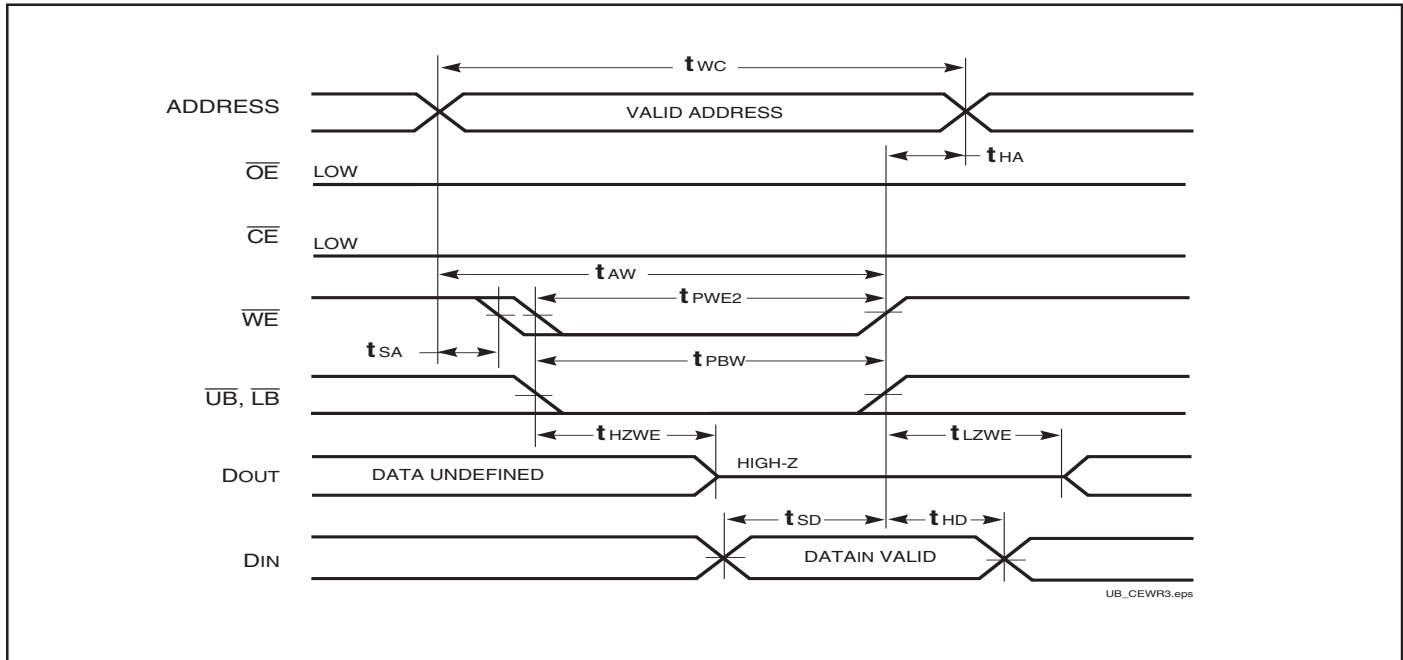 tWC
ADDRESS
VALID ADDRESS
tHA
OE
LOW
CE
LOW
tAW
WE
tPWE2
tSA
tPBW
UB, LB
tHZWE
tLZWE
DOUT
DATA UNDEFINED
HIGH-Z
tSD
tHD
DIN
DATAIN VALID
UB_CEWR3.eps